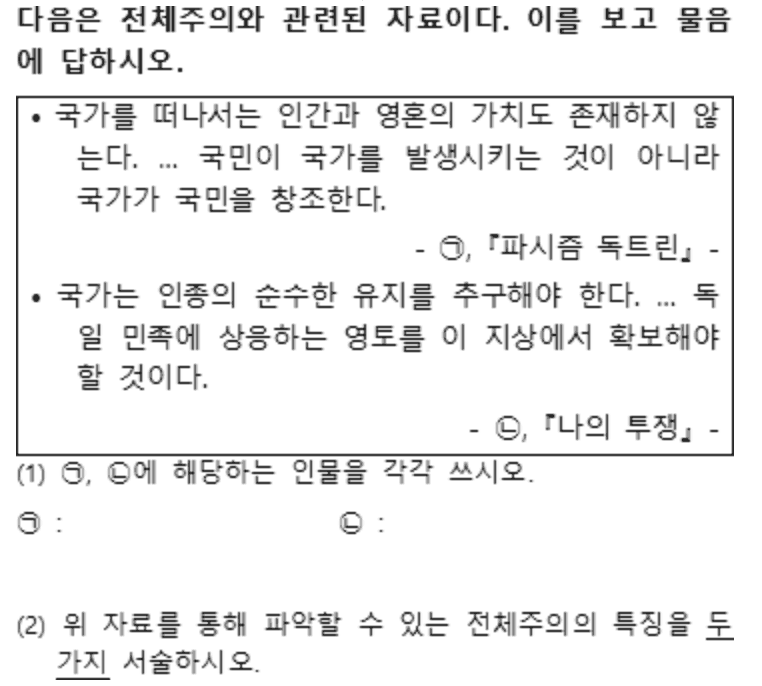 다음은 전체주의와 관련된 자료이다. 이를 보고 물음
에 답하시오.
• 국가를 떠나서는 인간과 영혼의 가치도 존재하지 않
는다. … 국민이 국가를 발생시키는 것이 아니라
국가가 국민을 창조한다.
- ㉠, 『파시즘 독트린』 -
• 국가는 인종의 순수한 유지를 추구해야 한다. … 독
일 민족에 상응하는 영토를 이 지상에서 확보해야
할 것이다.
- ㉡, 『나의 투쟁』 -
(1) ㉠, ㉡에 해당하는 인물을 각각 쓰시오.
㉠ : ㉡ :
(2) 위 자료를 통해 파악할 수 있는 전체주의의 특징을 두
가지 서술하시오.